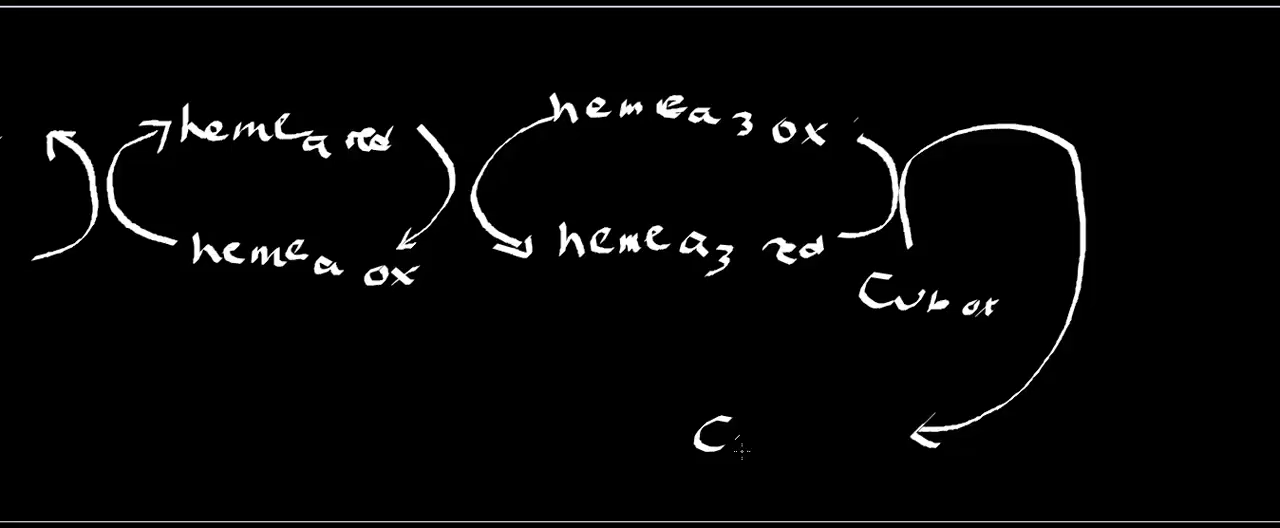 heme a red
heme a ox
heme a3 ox
heme a3 red
Cub ox
C